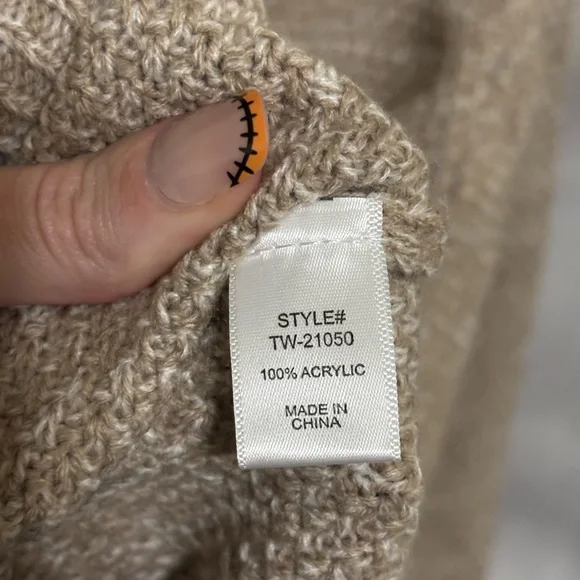 STYLE#
TW-21050
100% ACRYLIC
MADE IN
CHINA